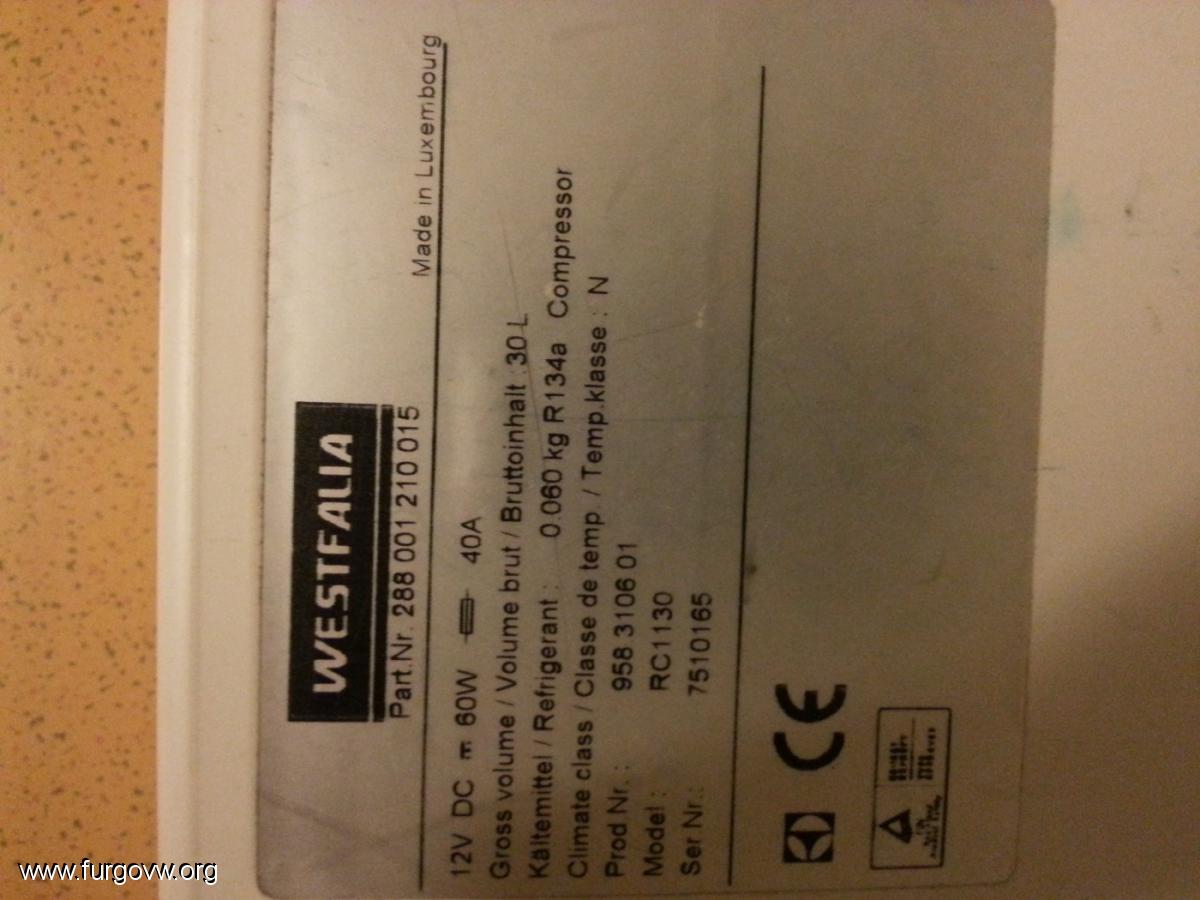 WESTFALIA
Part.Nr. 288 001 210 015
Made in Luxembourg
12V DC 60W 40A
Gross volume / Volume brut / Bruttoinhalt : 30 L
Kältemittel / Refrigerant : 0.060 kg R134a Compressor
Climate class / Classe de temp / Temp.klasse : N
Prod Nr. : 958 3106 01
Model : RC1130
Ser Nr.: 7510165
CE
www.furgovw.org